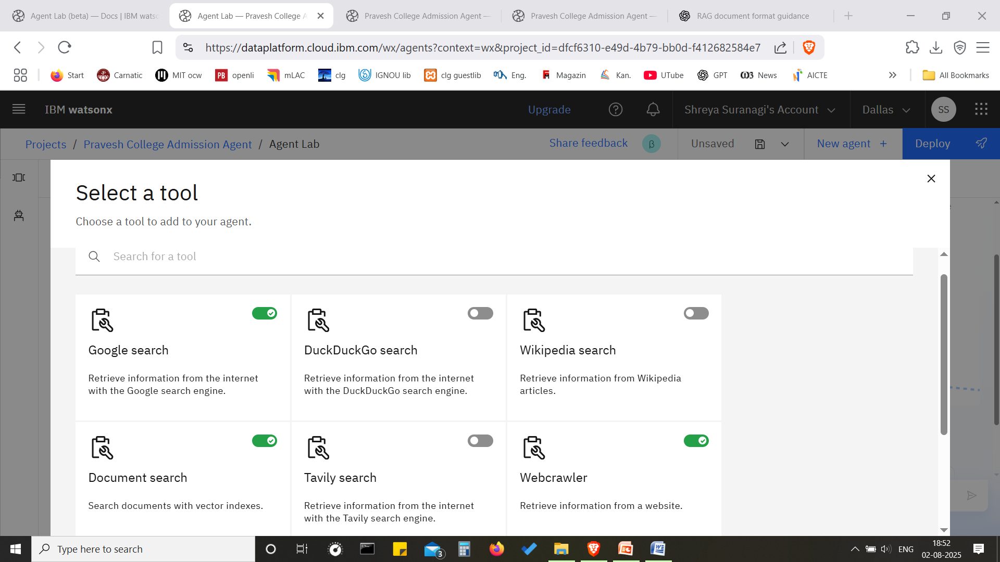 Agent Lab (beta) — Docs | IBM wats
Agent Lab — Pravesh College A
Pravesh College Admission Agent —
Pravesh College Admission Agent —
RAG document format guidance
https://dataplatform.cloud.ibm.com/wx/agents?context=wx&project_id=dfcf6310-e49d-4b79-bb0d-f412682584e7
Start
Carnatic
MIT ocw
PB openli
mLAC
clg
IGNOU lib
clg guestlib
Eng.
Magazin
Kan.
UTube
GPT
News
AICTE
All Bookmarks
IBM watsonx
Upgrade
Shreya Suranagi's Account
Dallas
SS
Projects / Pravesh College Admission Agent / Agent Lab
Share feedback
β
Unsaved
New agent +
Deploy
Select a tool
Choose a tool to add to your agent.
Search for a tool
Google search
Retrieve information from the internet
with the Google search engine.
DuckDuckGo search
Retrieve information from the internet
with the DuckDuckGo search engine.
Wikipedia search
Retrieve information from Wikipedia
articles.
Document search
Search documents with vector indexes.
Tavily search
Retrieve information from the internet
with the Tavily search engine.
Webcrawler
Retrieve information from a website.
Type here to search
3
ENG
18:52
02-08-2025